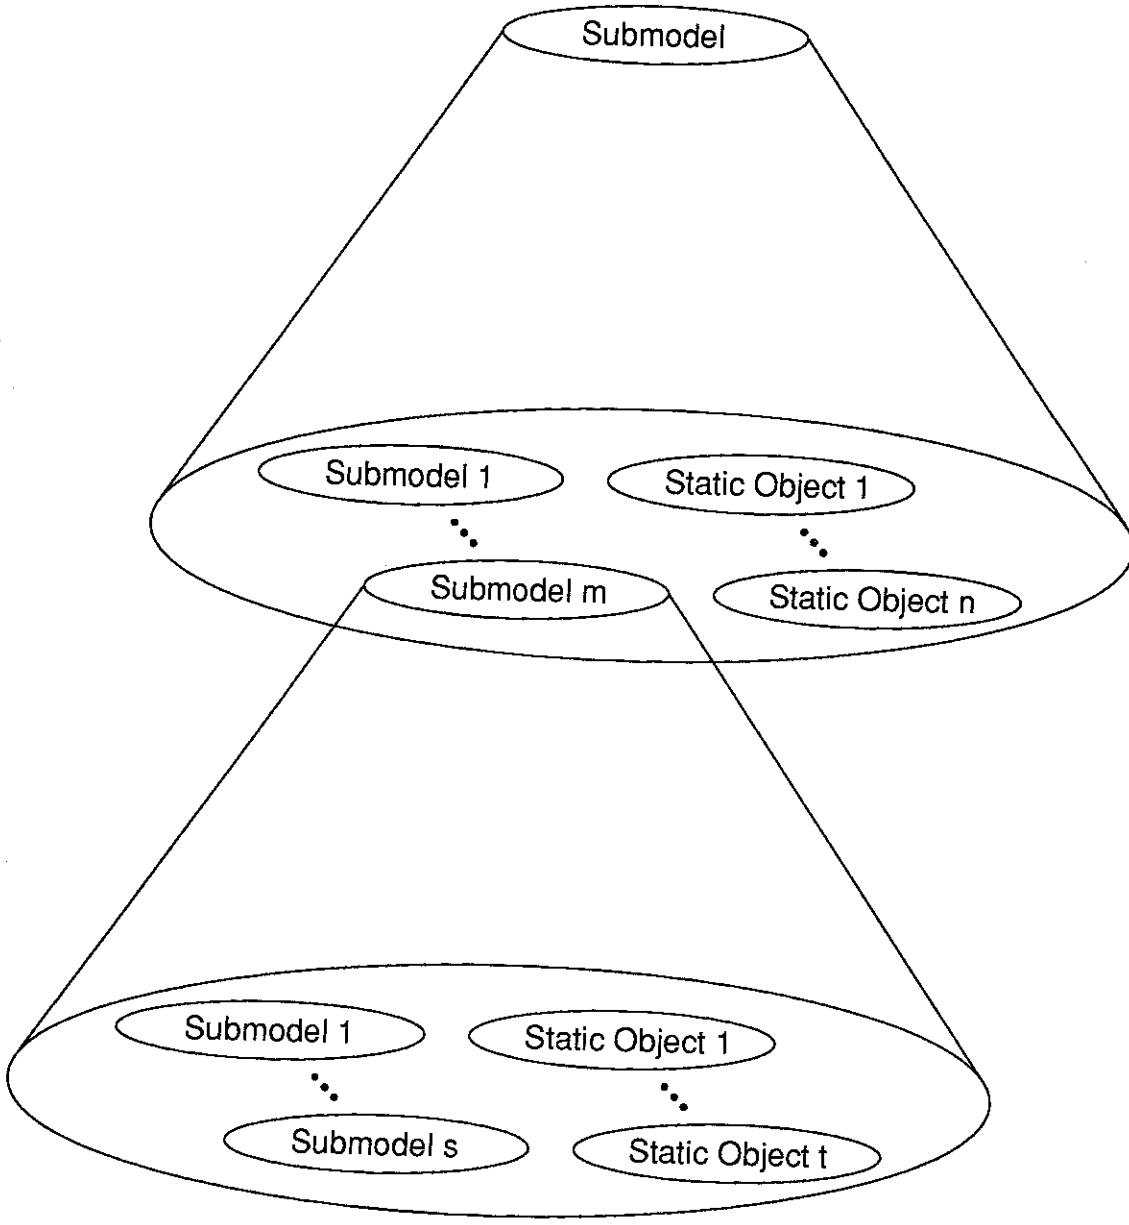 Submodel
Submodel 1
Static Object 1
Submodel m
Static Object n
Submodel 1
Static Object 1
Submodel s
Static Object t